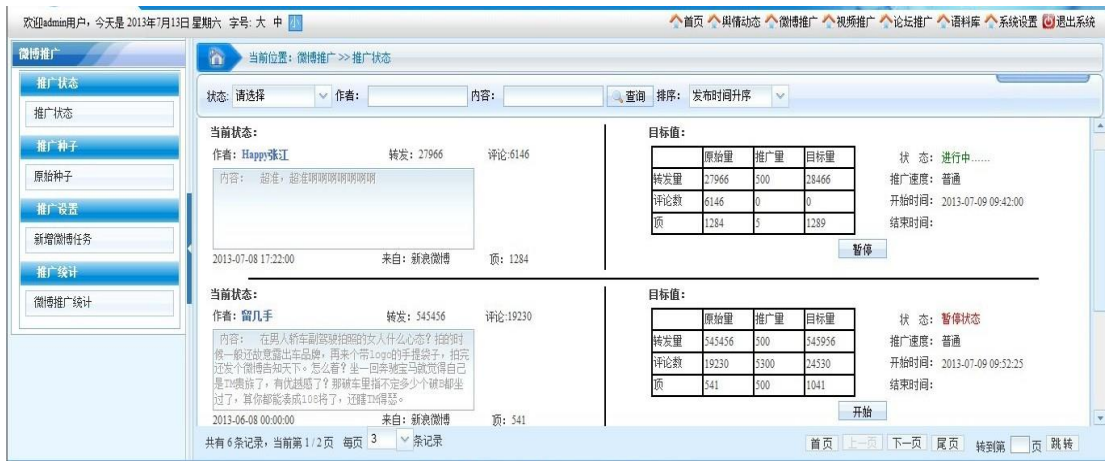 欢迎admin用户，今天是 2013年7月13日 星期六 字号: 大 中 小
首页 舆情动态 微博推广 视频推广 论坛推广 语料库 系统设置 退出系统
微博推广
推广状态
推广状态
推广种子
原始种子
推广设置
新增微博任务
推广统计
微博推广统计
当前位置: 微博推广 >> 推广状态
状态: 请选择 作者: 内容: 查询 排序: 发布时间升序
当前状态:
作者: Happy张江 转发: 27966 评论:6146
内容: 超准，超准啊啊啊啊啊啊啊
2013-07-08 17:22:00 来自: 新浪微博 顶: 1284
目标值:
原始量 推广量 目标量
转发量 27966 500 28466
评论数 6146 0 0
顶 1284 5 1289
状 态: 进行中......
推广速度: 普通
开始时间: 2013-07-09 09:42:00
结束时间:
暂停
当前状态:
作者: 留几手 转发: 545456 评论:19230
内容: 在男人轿车副驾驶拍照的女人什么心态? 拍的时
候一般还故意露出车品牌，再来个带logo的手提袋子，拍完
还发个微博告知天下。怎么着? 坐一回奔驰宝马就觉得自己
是TM贵族了，有优越感了? 那破车里指不定多少个破B都坐
过了，算你都能凑成108将了，还瞎TM得瑟。
2013-06-08 00:00:00 来自: 新浪微博 顶: 541
目标值:
原始量 推广量 目标量
转发量 545456 500 545956
评论数 19230 5300 24530
顶 541 500 1041
状 态: 暂停状态
推广速度: 普通
开始时间: 2013-07-09 09:52:25
结束时间:
开始
共有 6 条记录，当前第 1 / 2 页 每页 3 条记录
首页 上一页 下一页 尾页 转到第 页 跳转